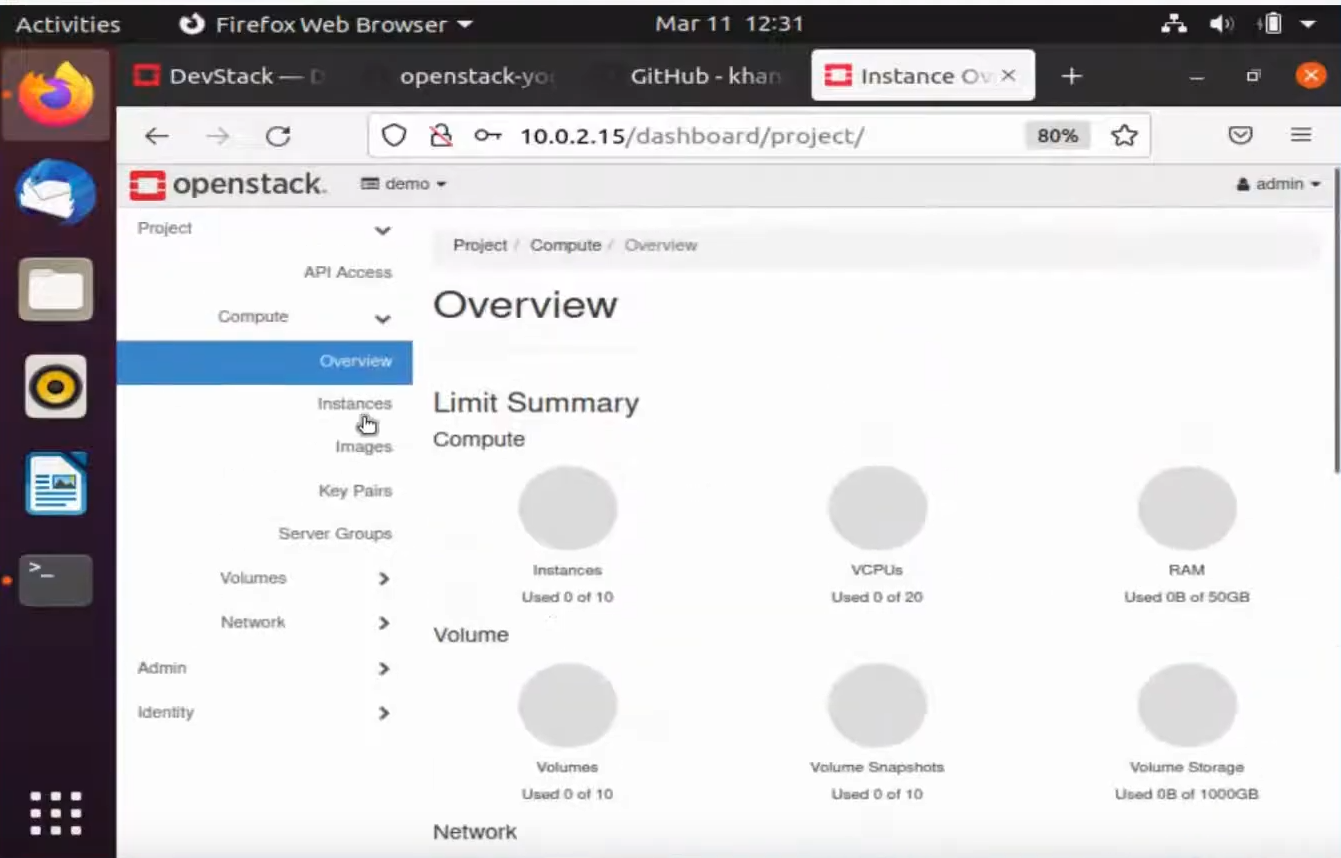 Activities Firefox Web Browser Mar 11 12:31
DevStack — openstack-yo GitHub - khan Instance Ov
10.0.2.15/dashboard/project/ 80%
openstack. demo admin
Project
Project / Compute / Overview
API Access
Overview
Compute
Overview
Instances
Limit Summary
Compute
Images
Key Pairs
Server Groups
Instances VCPUs RAM
Volumes
Used 0 of 10 Used 0 of 20 Used 0B of 50GB
Network
Volume
Admin
Identity
Volumes Volume Snapshots Volume Storage
Used 0 of 10 Used 0 of 10 Used 0B of 1000GB
Network